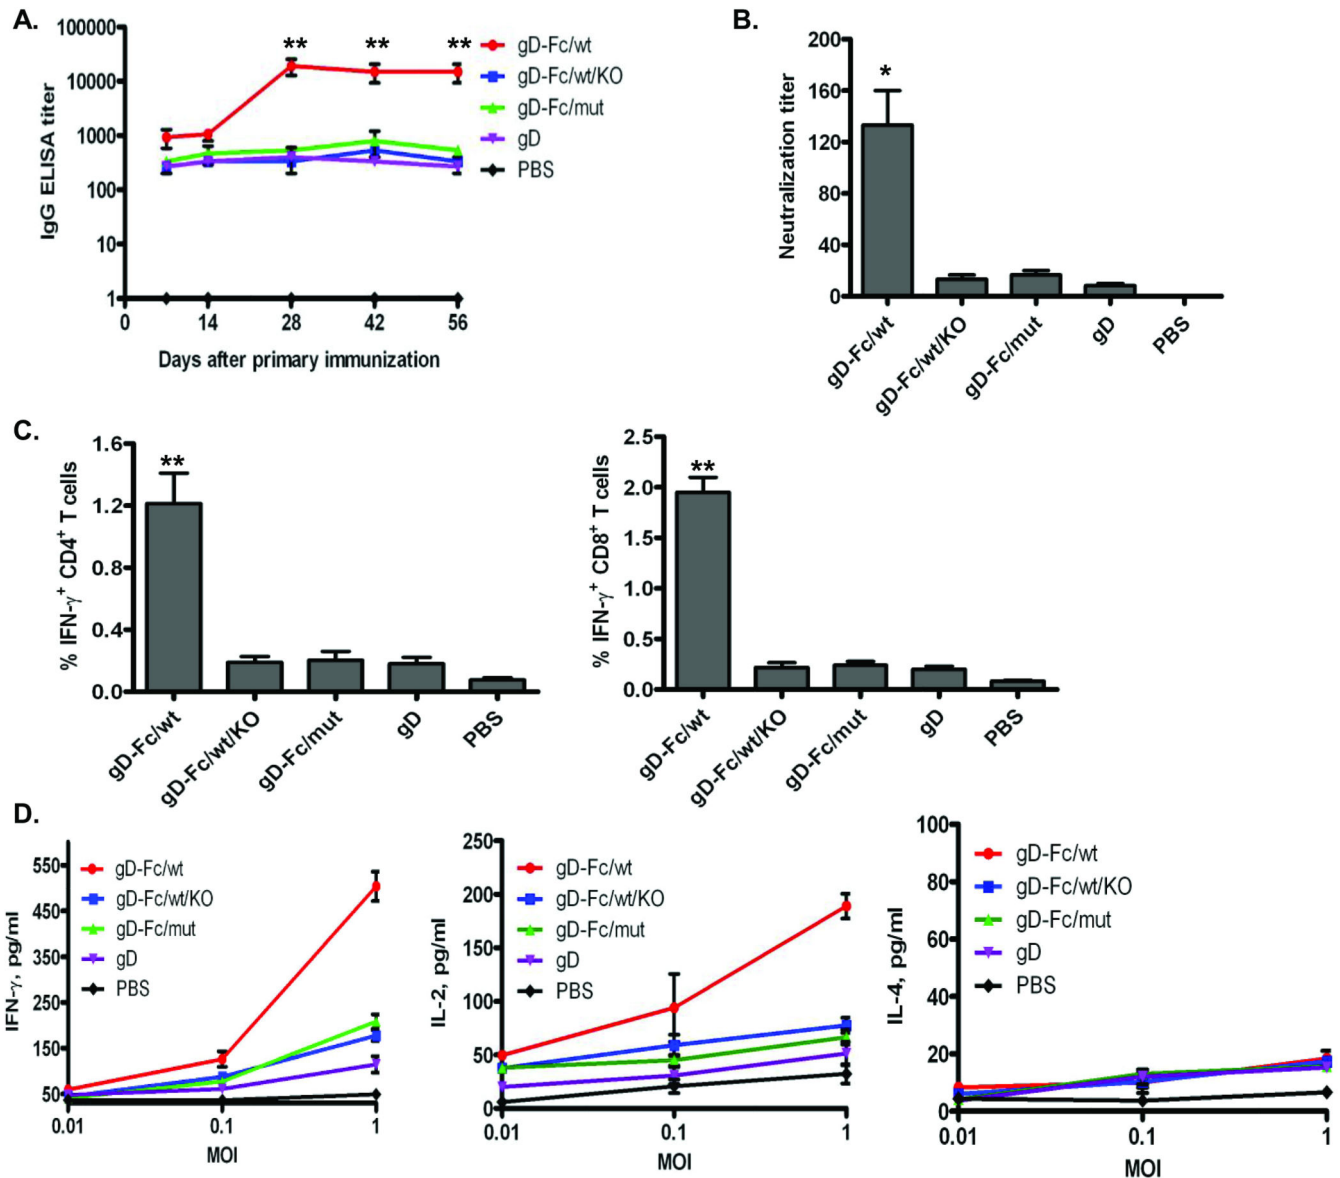 A.
IgG ELISA titer
100000
10000
1000
100
10
1
** ** **
gD-Fc/wt
gD-Fc/wt/KO
gD-Fc/mut
gD
PBS
0 14 28 42 56
Days after primary immunization
B.
Neutralization titer
200
160
120
80
40
0
*
gD-Fc/wt
gD-Fc/wt/KO
gD-Fc/mut
gD
PBS
C.
% IFN-γ+ CD4+ T cells
1.6
1.2
0.8
0.4
0.0
**
gD-Fc/wt
gD-Fc/wt/KO
gD-Fc/mut
gD
PBS
% IFN-γ+ CD8+ T cells
2.5
2.0
1.5
1.0
0.5
0.0
**
gD-Fc/wt
gD-Fc/wt/KO
gD-Fc/mut
gD
PBS
D.
IFN-γ, pg/ml
550
450
350
250
150
50
gD-Fc/wt
gD-Fc/wt/KO
gD-Fc/mut
gD
PBS
0.01 0.1 1
MOI
IL-2, pg/ml
250
200
150
100
50
0
gD-Fc/wt
gD-Fc/wt/KO
gD-Fc/mut
gD
PBS
0.01 0.1 1
MOI
IL-4, pg/ml
100
80
60
40
20
0
gD-Fc/wt
gD-Fc/wt/KO
gD-Fc/mut
gD
PBS
0.01 0.1 1
MOI